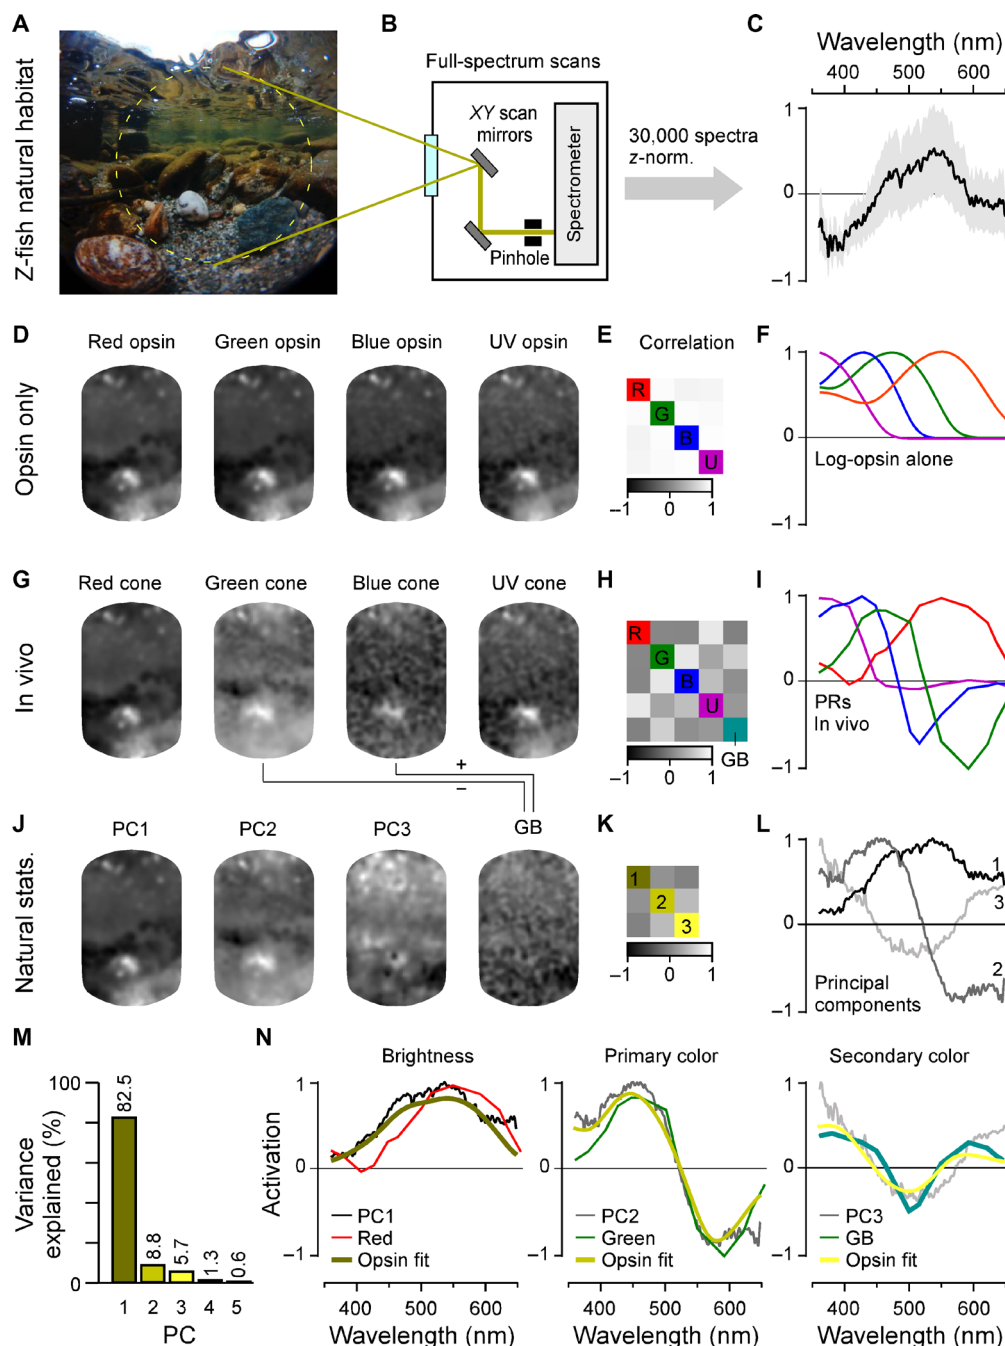 A
B
C
Z-fish natural habitat
Full-spectrum scans
XY scan
mirrors
Spectrometer
Pinhole
30,000 spectra
z-norm.
Wavelength (nm)
400 500 600
1
0
–1
D
Opsin only
Red opsin
Green opsin
Blue opsin
UV opsin
E
Correlation
R
G
B
U
–1 0 1
F
1
0
–1
Log-opsin alone
G
In vivo
Red cone
Green cone
Blue cone
UV cone
+
–
H
R
G
B
U
GB
–1 0 1
I
1
0
–1
PRs
In vivo
J
Natural stats.
PC1
PC2
PC3
GB
K
1
2
3
–1 0 1
L
1
0
–1
1
3
2
Principal
components
M
Variance
explained (%)
100
0
82.5
8.8
5.7
1.3
0.6
1 2 3 4 5
PC
N
Brightness
Activation
1
0
–1
PC1
Red
Opsin fit
400 500 600
Wavelength (nm)
Primary color
1
0
–1
PC2
Green
Opsin fit
400 500 600
Wavelength (nm)
Secondary color
1
0
–1
PC3
GB
Opsin fit
400 500 600
Wavelength (nm)